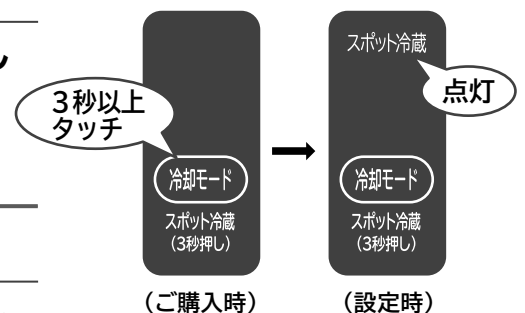 3秒以上
タッチ
冷却モード
スポット冷蔵
(3秒押し)
(ご購入時)
スポット冷蔵
点灯
冷却モード
スポット冷蔵
(3秒押し)
(設定時)